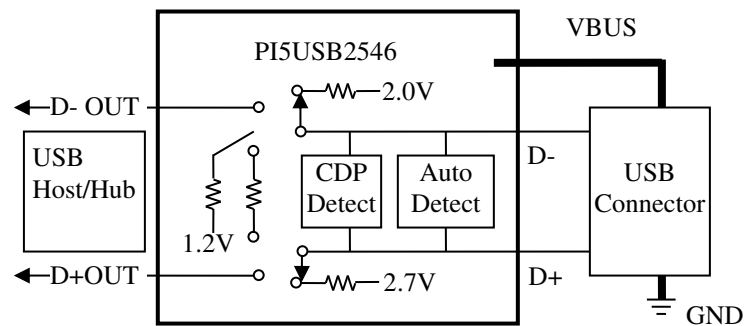 VBUS
PI5USB2546
2.0V
D- OUT
D-
USB
Host/Hub
CDP
Detect
Auto
Detect
USB
Connector
1.2V
D+OUT
2.7V
D+
GND